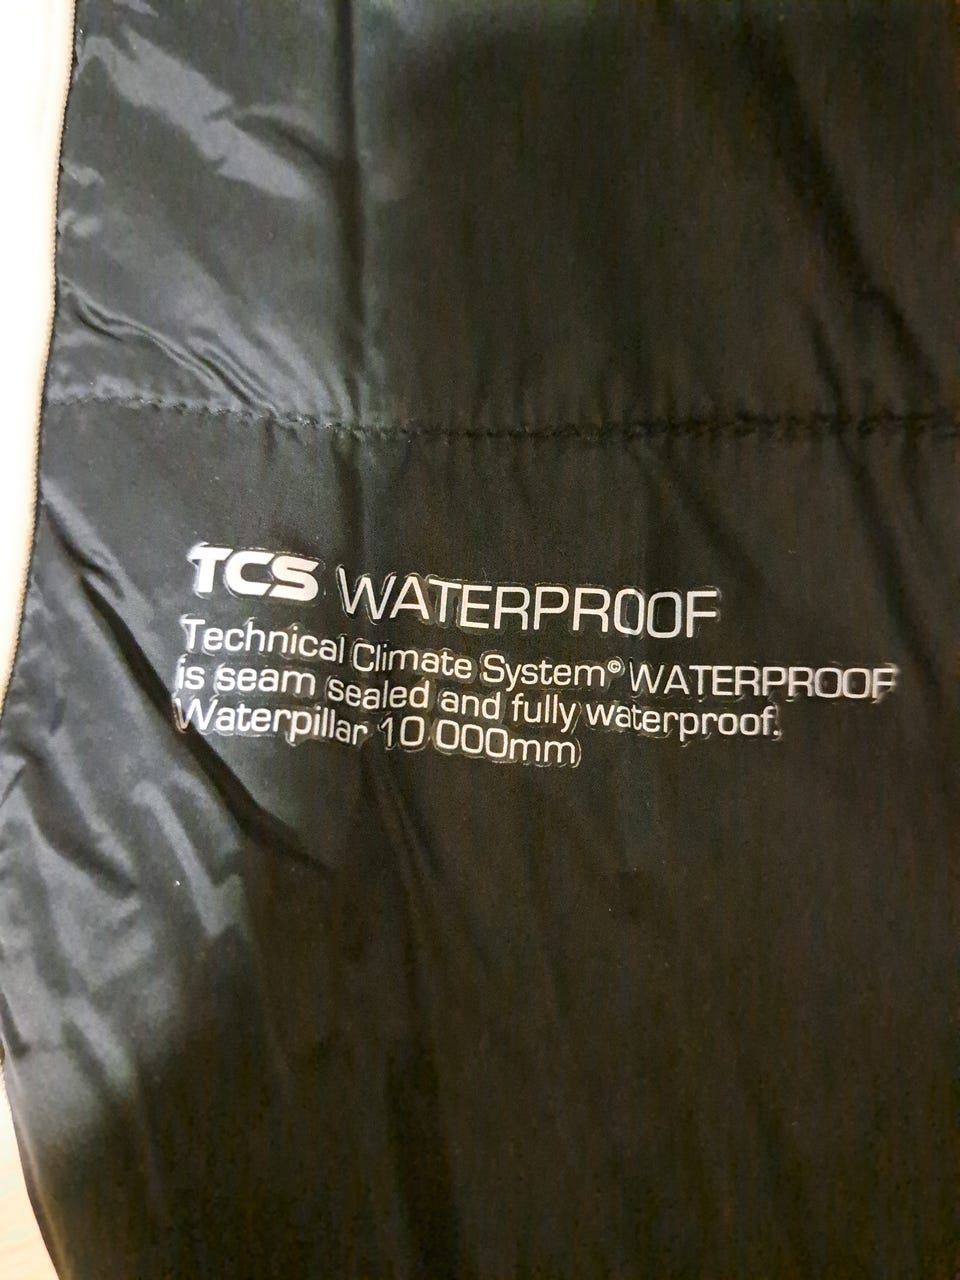 TCS WATERPROOF
Technical Climate System© WATERPROOF
is seam sealed and fully waterproof.
Waterpillar 10 000mm